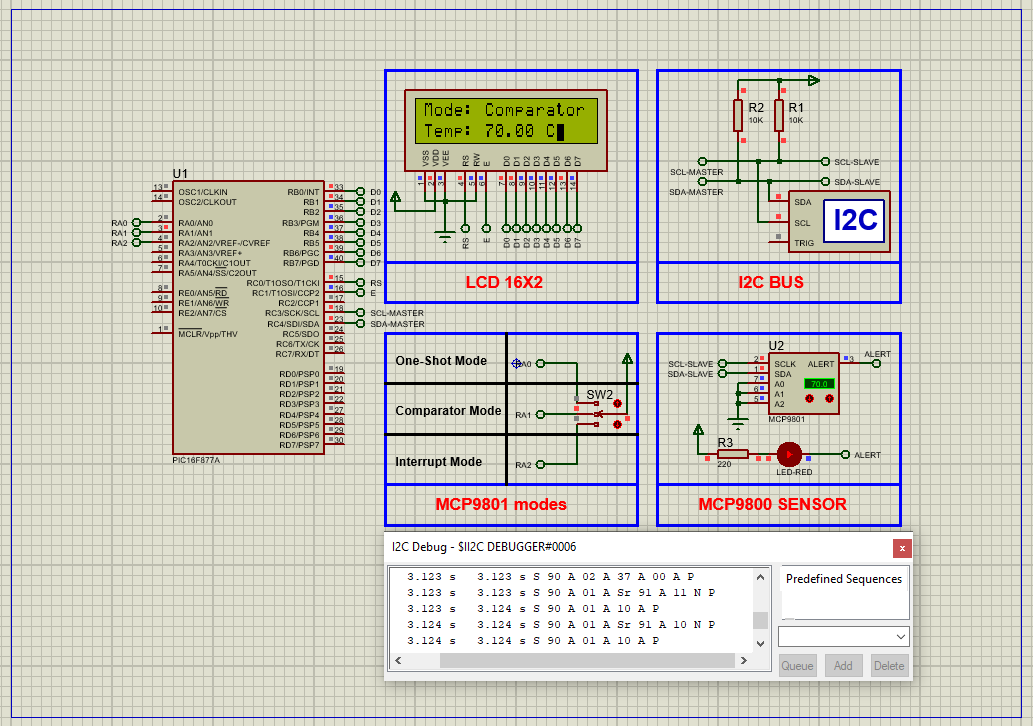 U1
13
OSC1/CLKIN
14
OSC2/CLKOUT
RA0
2
RA0/AN0
RA1
3
RA1/AN1
RA2
4
RA2/AN2/VREF-/CVREF
5
RA3/AN3/VREF+
6
RA4/T0CKI/C1OUT
7
RA5/AN4/SS/C2OUT
8
RE0/AN5/RD
9
RE1/AN6/WR
10
RE2/AN7/CS
1
MCLR/Vpp/THV
RB0/INT 33 D0
RB1 34 D1
RB2 35 D2
RB3/PGM 36 D3
RB4 37 D4
RB5 38 D5
RB6/PGC 39 D6
RB7/PGD 40 D7
RC0/T1OSO/T1CKI 15 RS
RC1/T1OSI/CCP2 16 E
RC2/CCP1 17
RC3/SCK/SCL 18 SCL-MASTER
RC4/SDI/SDA 23 SDA-MASTER
RC5/SDO 24
RC6/TX/CK 25
RC7/RX/DT 26
RD0/PSP0 19
RD1/PSP1 20
RD2/PSP2 21
RD3/PSP3 22
RD4/PSP4 27
RD5/PSP5 28
RD6/PSP6 29
RD7/PSP7 30
PIC16F877A
Mode: Comparator
Temp: 70.00 C
VSS VDD VEE RS RW E D0 D1 D2 D3 D4 D5 D6 D7
1 2 3 4 5 6 7 8 9 10 11 12 13 14
RS E D0 D1 D2 D3 D4 D5 D6 D7
LCD 16X2
R2 R1
10K 10K
SCL-MASTER SCL-SLAVE
SDA-MASTER SDA-SLAVE
SDA
SCL
TRIG
I2C
I2C BUS
One-Shot Mode
RA0
Comparator Mode
RA1
SW2
Interrupt Mode
RA2
MCP9801 modes
U2
SCL-SLAVE 2 SCLK ALERT 3 ALERT
SDA-SLAVE 1 SDA
7 A0
6 A1
5 A2
70.0
MCP9801
R3
220
LED-RED
ALERT
MCP9800 SENSOR
I2C Debug - $II2C DEBUGGER#0006
x
3.123 s 3.123 s S 90 A 02 A 37 A 00 A P
3.123 s 3.123 s S 90 A 01 A Sr 91 A 11 N P
3.123 s 3.124 s S 90 A 01 A 10 A P
3.124 s 3.124 s S 90 A 01 A Sr 91 A 10 N P
3.124 s 3.124 s S 90 A 01 A 10 A P
Predefined Sequences
Queue Add Delete